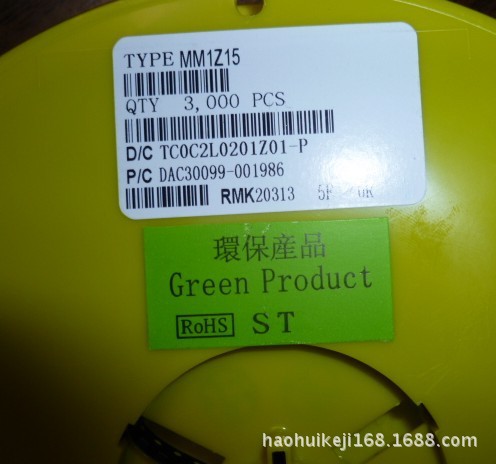 TYPE MM1Z15
QTY 3,000 PCS
D/C TC0C2L0201Z01-P
P/C DAC30099-001986
RMK20313
環保産品
Green Product
RoHS ST
haohuikeji168.1688.com